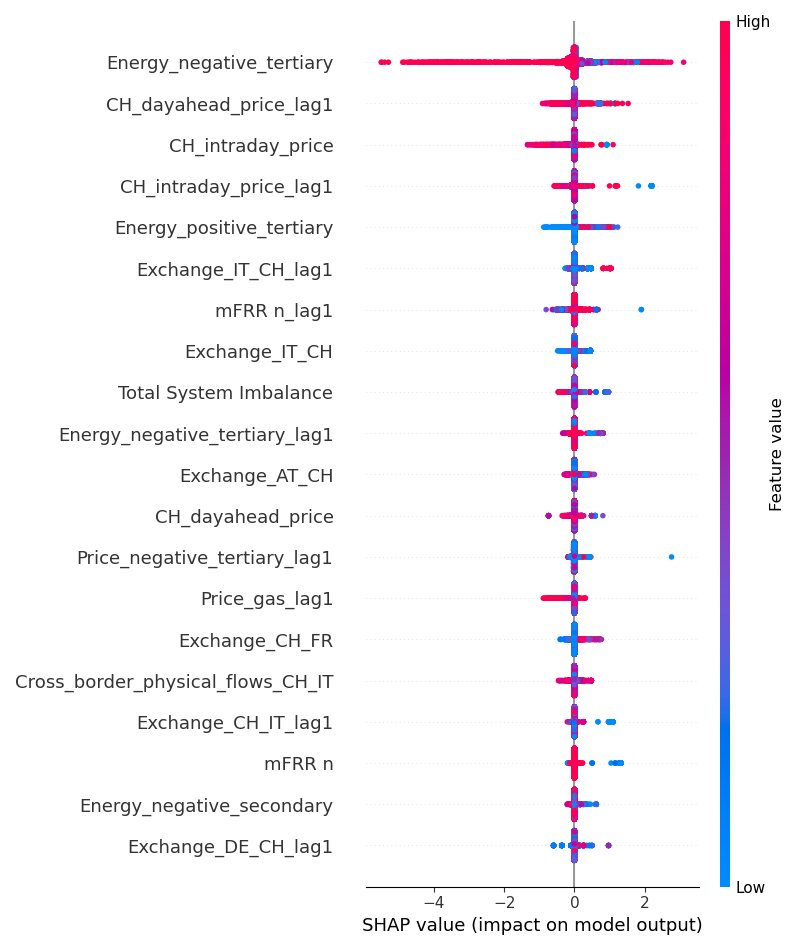 High
Energy_negative_tertiary
CH_dayahead_price_lag1
CH_intraday_price
CH_intraday_price_lag1
Energy_positive_tertiary
Exchange_IT_CH_lag1
mFRR n_lag1
Exchange_IT_CH
Total System Imbalance
Energy_negative_tertiary_lag1
Exchange_AT_CH
CH_dayahead_price
Price_negative_tertiary_lag1
Price_gas_lag1
Exchange_CH_FR
Cross_border_physical_flows_CH_IT
Exchange_CH_IT_lag1
mFRR n
Energy_negative_secondary
Exchange_DE_CH_lag1
Feature value
Low
−4 −2 0 2
SHAP value (impact on model output)